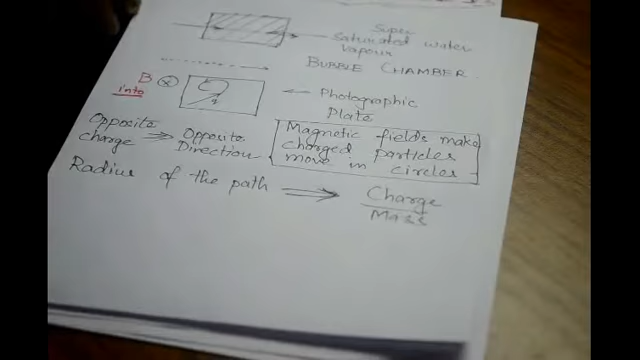 Super
Saturated water
Vapour
BUBBLE CHAMBER
B
into
Photographic
Plate
Opposite charge ⇒ Opposite Direction
Magnetic fields make
charged particles
move in circles
Radius of the path ⇒ Charge
Mass